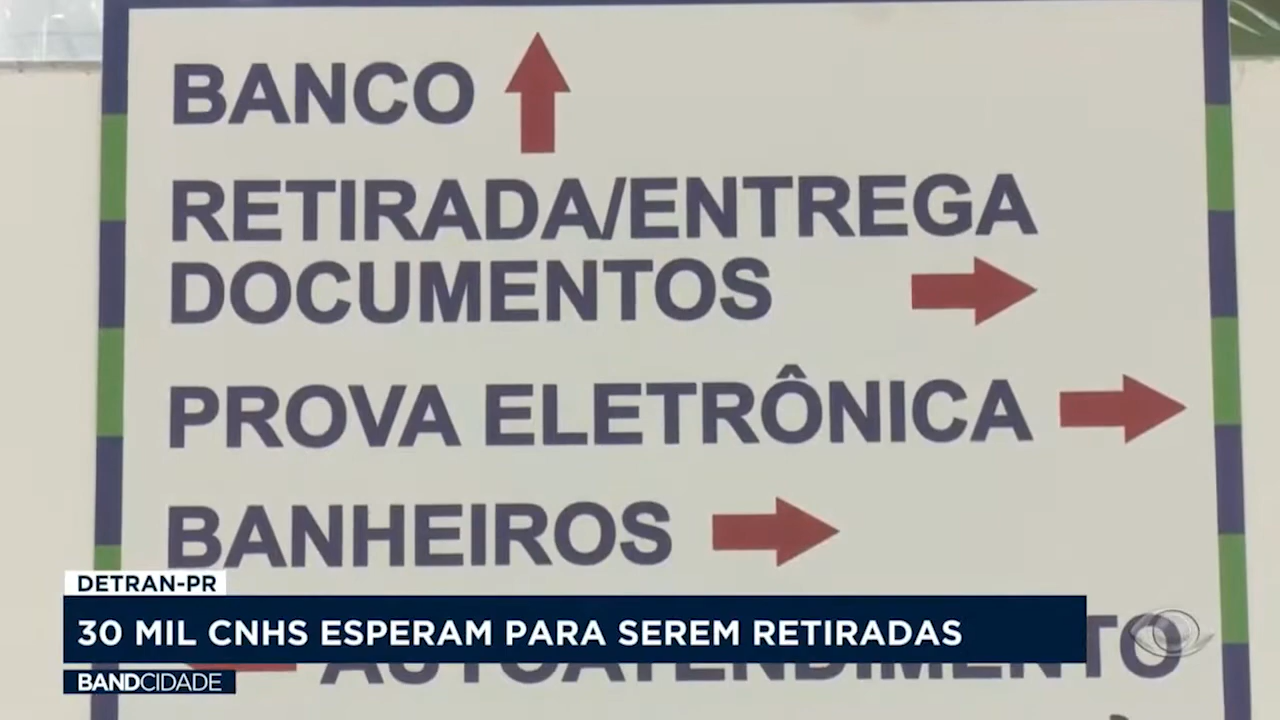 BANCO
RETIRADA/ENTREGA
DOCUMENTOS
PROVA ELETRÔNICA
BANHEIROS
DETRAN-PR
30 MIL CNHS ESPERAM PARA SEREM RETIRADAS
AUTOATENDIMENTO
BANDCIDADE